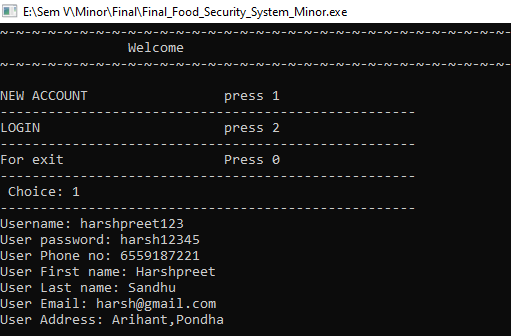 E:\Sem V\Minor\Final\Final_Food_Security_System_Minor.exe
~-~-~-~-~-~-~-~-~-~-~-~-~-~-~-~-~-~-~-~-~-~-~-~-~-~-~-~-~-~-~-~-
Welcome
~-~-~-~-~-~-~-~-~-~-~-~-~-~-~-~-~-~-~-~-~-~-~-~-~-~-~-~-~-~-~-~-
NEW ACCOUNT press 1
----------------------------------------------------
LOGIN press 2
----------------------------------------------------
For exit Press 0
----------------------------------------------------
Choice: 1
----------------------------------------------------
Username: harshpreet123
User password: harsh12345
User Phone no: 6559187221
User First name: Harshpreet
User Last name: Sandhu
User Email: harsh@gmail.com
User Address: Arihant,Pondha